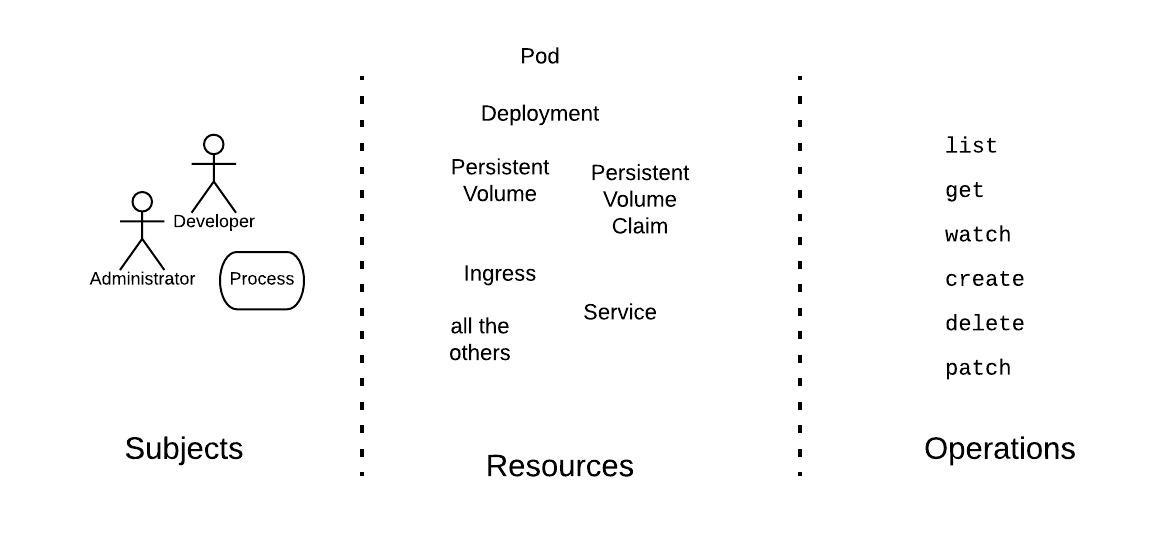 Developer
Administrator
Process
Subjects
Pod
Deployment
Persistent
Volume
Persistent
Volume
Claim
Ingress
Service
all the
others
Resources
list
get
watch
create
delete
patch
Operations